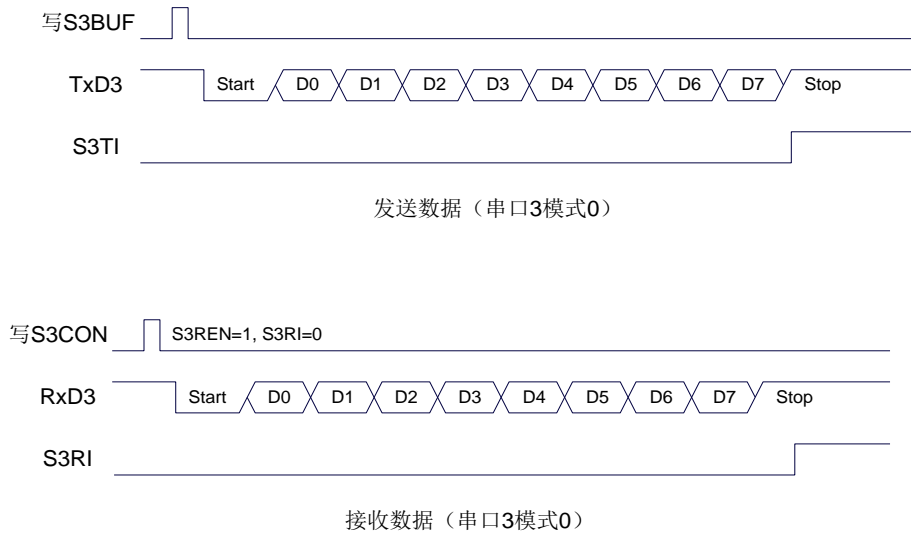 写S3BUF
TxD3 Start D0 D1 D2 D3 D4 D5 D6 D7 Stop
S3TI
发送数据（串口3模式0）
写S3CON S3REN=1, S3RI=0
RxD3 Start D0 D1 D2 D3 D4 D5 D6 D7 Stop
S3RI
接收数据（串口3模式0）